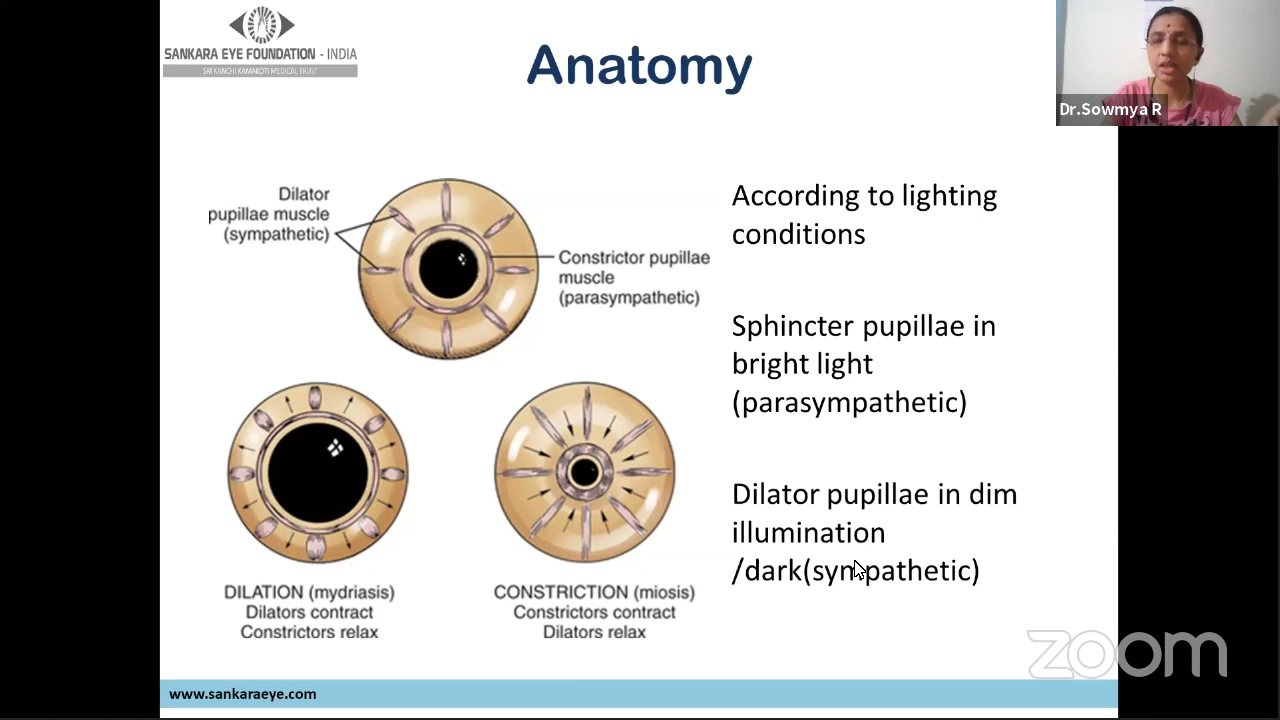 SANKARA EYE FOUNDATION - INDIA
SRI KANCHI KAMAKOTI MEDICAL TRUST
Anatomy
Dr.Sowmya R
Dilator
pupillae muscle
(sympathetic)
Constrictor pupillae
muscle
(parasympathetic)
According to lighting
conditions
Sphincter pupillae in
bright light
(parasympathetic)
Dilator pupillae in dim
illumination
/dark(sympathetic)
DILATION (mydriasis)
Dilators contract
Constrictors relax
CONSTRICTION (miosis)
Constrictors contract
Dilators relax
zoom
www.sankaraeye.com